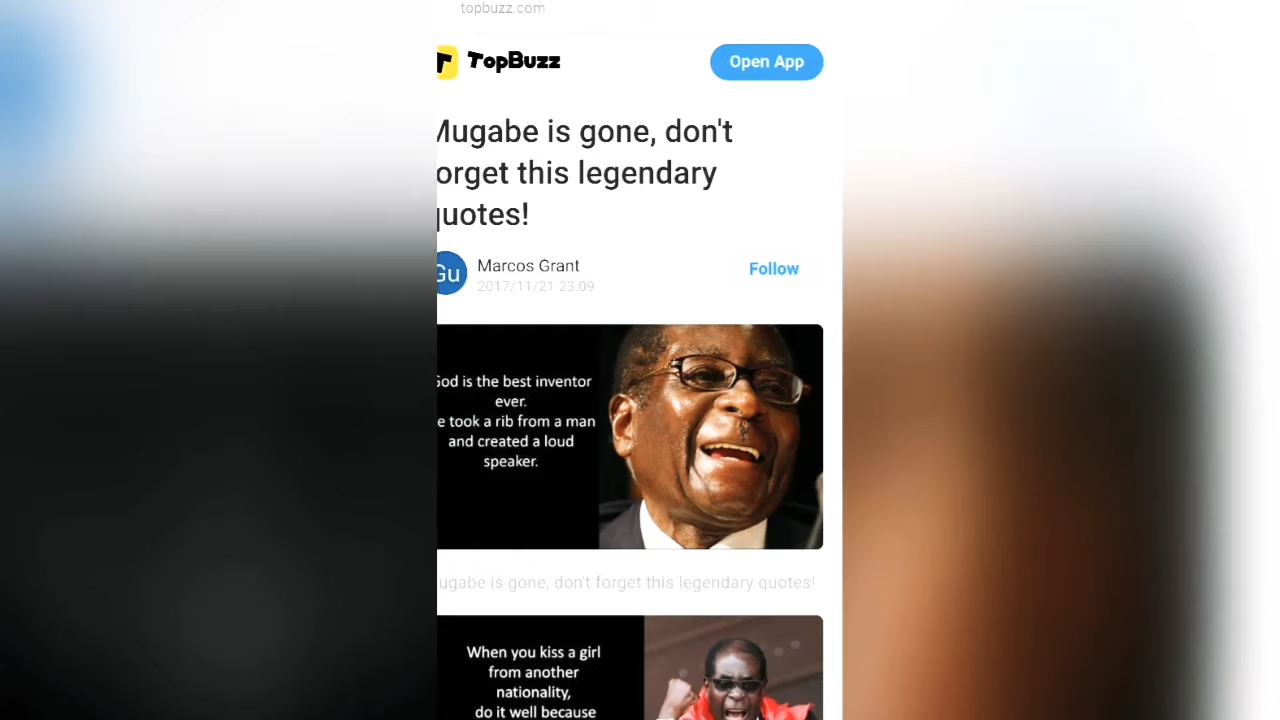 topbuzz.com
TopBuzz
Open App
Mugabe is gone, don't
orget this legendary
quotes!
Gu
Marcos Grant
Follow
2017/11/21 23:09
God is the best inventor
ever.
e took a rib from a man
and created a loud
speaker.
ugabe is gone, don't forget this legendary quotes!
When you kiss a girl
from another
nationality,
do it well because